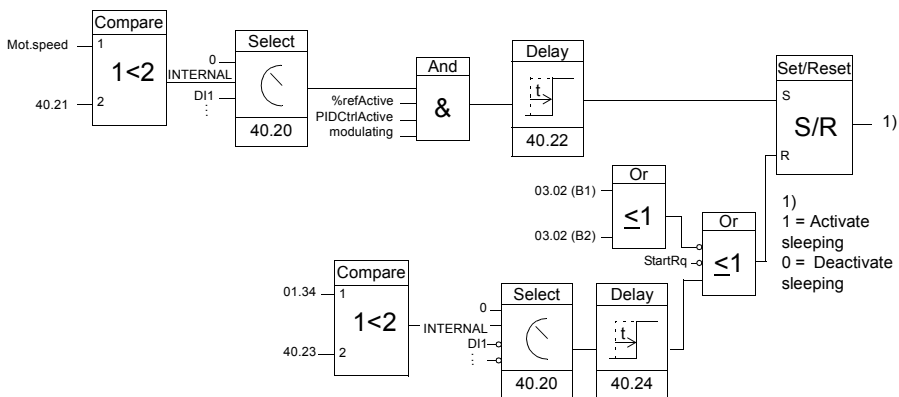 Compare
Mot.speed
1
1<2
40.21
2
Select
0
INTERNAL
DI1
⋮
40.20
And
%refActive
PIDCtrlActive
modulating
&
Delay
t
40.22
Set/Reset
S
S/R
R
1)
Or
03.02 (B1)
≤1
03.02 (B2)
Or
StartRq
≤1
1)
1 = Activate
sleeping
0 = Deactivate
sleeping
Compare
01.34
1
1<2
40.23
2
Select
0
INTERNAL
DI1
⋮
40.20
Delay
t
40.24